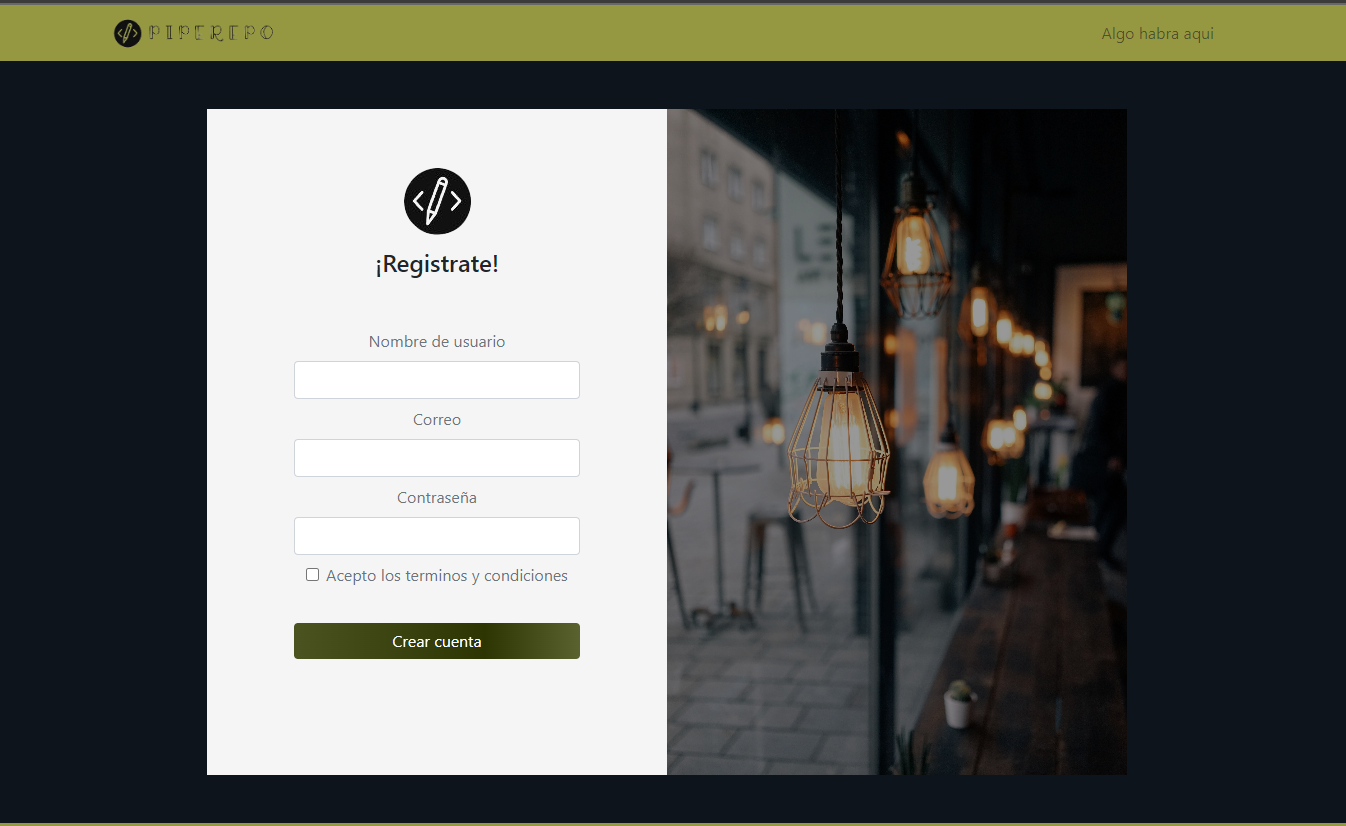 PIPEREPO
Algo habra aqui
¡Registrate!
Nombre de usuario
Correo
Contraseña
Acepto los terminos y condiciones
Crear cuenta